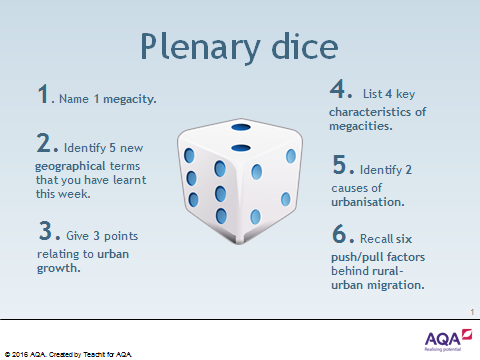 Plenary dice
1. Name 1 megacity.
2. Identify 5 new
geographical terms
that you have learnt
this week.
3. Give 3 points
relating to urban
growth.
4. List 4 key
characteristics of
megacities.
5. Identify 2
causes of
urbanisation.
6. Recall six
push/pull factors
behind rural-
urban migration.
1
AQA
Realising potential
© 2016 AQA. Created by Teachit for AQA.